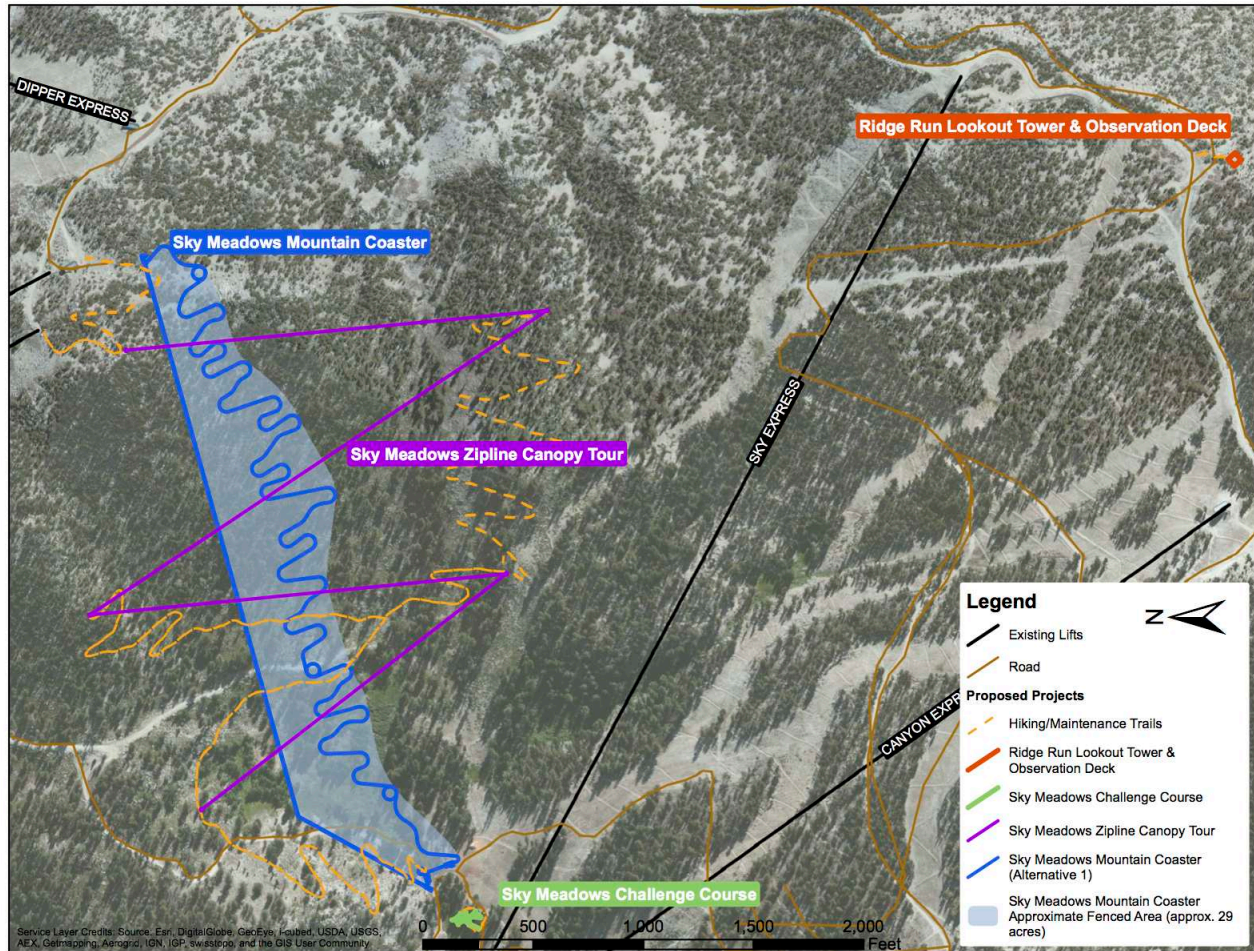 DIPPER EXPRESS
Ridge Run Lookout Tower & Observation Deck
Sky Meadows Mountain Coaster
SKY EXPRESS
Sky Meadows Zipline Canopy Tour
CANYON EXPR
Sky Meadows Challenge Course
Legend
N
Existing Lifts
Road
Proposed Projects
Hiking/Maintenance Trails
Ridge Run Lookout Tower &
Observation Deck
Sky Meadows Challenge Course
Sky Meadows Zipline Canopy Tour
Sky Meadows Mountain Coaster
(Alternative 1)
Sky Meadows Mountain Coaster
Approximate Fenced Area (approx. 29
acres)
0 500 1,000 2,000
Feet
Service Layer Credits: Source: Esri, DigitalGlobe, GeoEye, i-cubed, USDA, USGS,
AEX, Getmapping, Aerogrid, IGN, IGP, swisstopo, and the GIS User Community